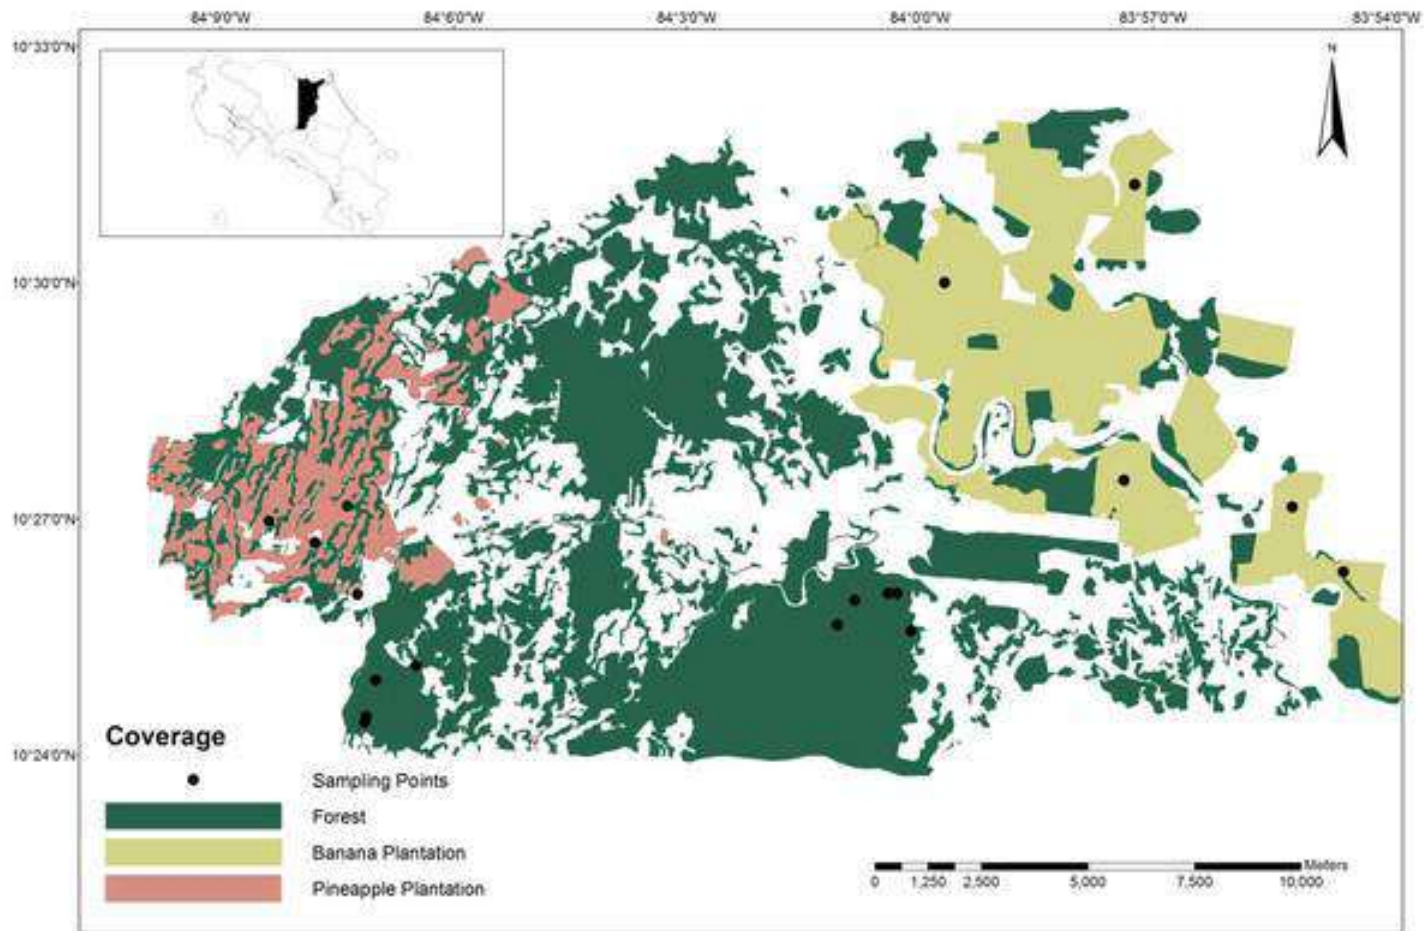 84°9'0"W 84°6'0"W 84°3'0"W 84°0'0"W 83°57'0"W 83°54'0"W
10°33'0"N
N
10°30'0"N
10°27'0"N
10°24'0"N
Coverage
Sampling Points
Forest
Banana Plantation
Pineapple Plantation
Meters
0 1,250 2,500 5,000 7,500 10,000